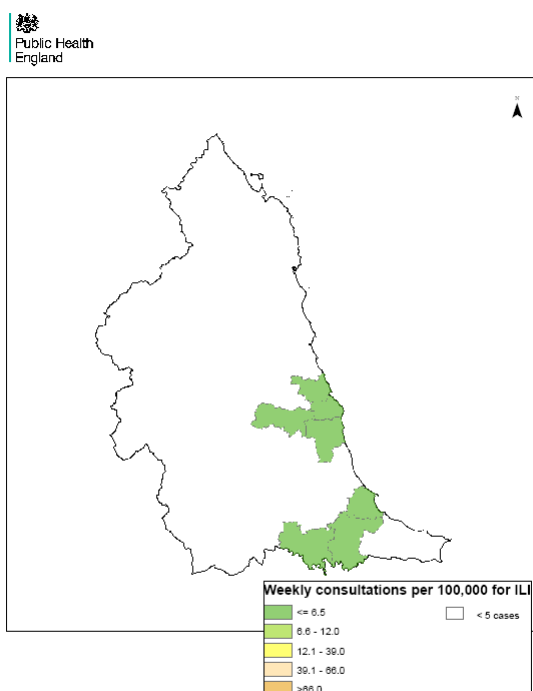 Public Health
England
N
Weekly consultations per 100,000 for ILI
<= 6.5
< 5 cases
6.6 - 12.0
12.1 - 39.0
39.1 - 66.0
>66.0